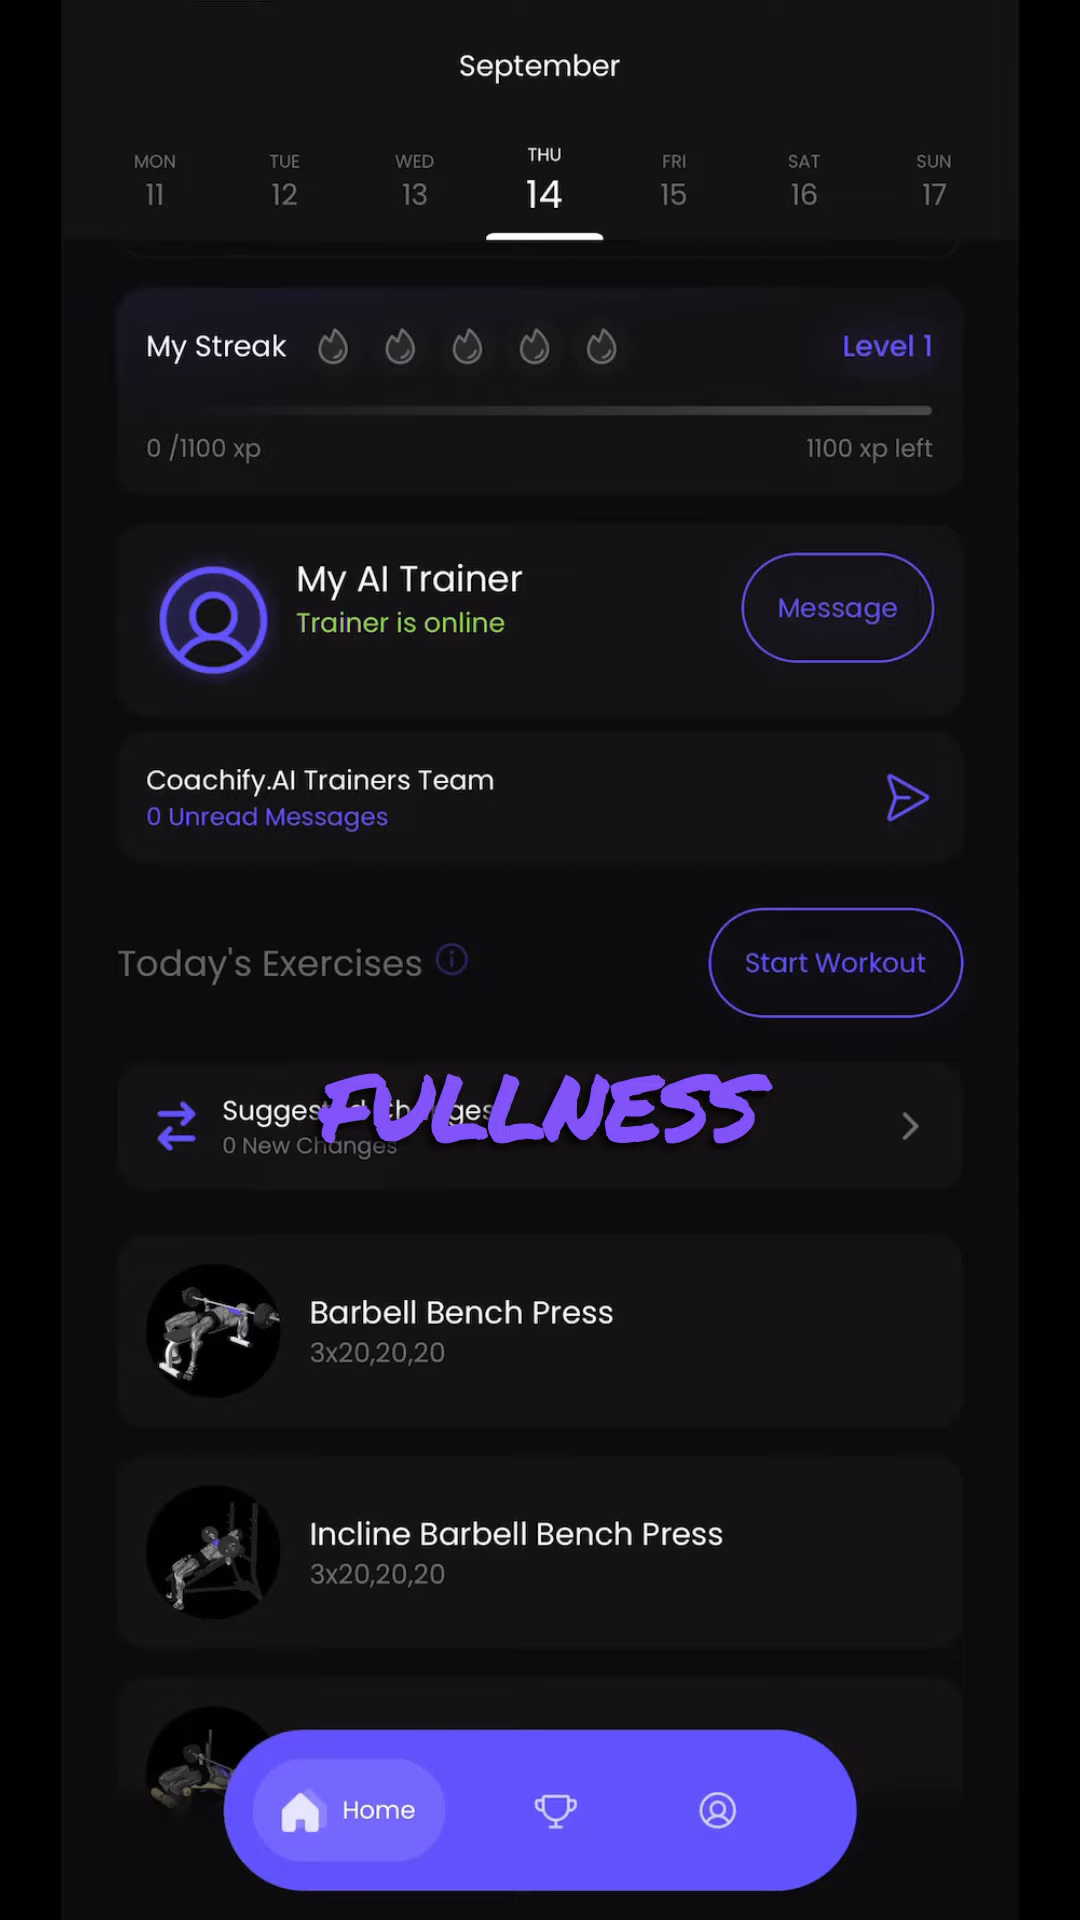 September
MON TUE WED THU FRI SAT SUN
11 12 13 14 15 16 17
My Streak Level 1
0 /1100 xp 1100 xp left
My AI Trainer
Trainer is online
Message
Coachify.AI Trainers Team
0 Unread Messages
Today's Exercises
Start Workout
Suggested Changes
FULLNESS
0 New Changes
Barbell Bench Press
3x20,20,20
Incline Barbell Bench Press
3x20,20,20
Home